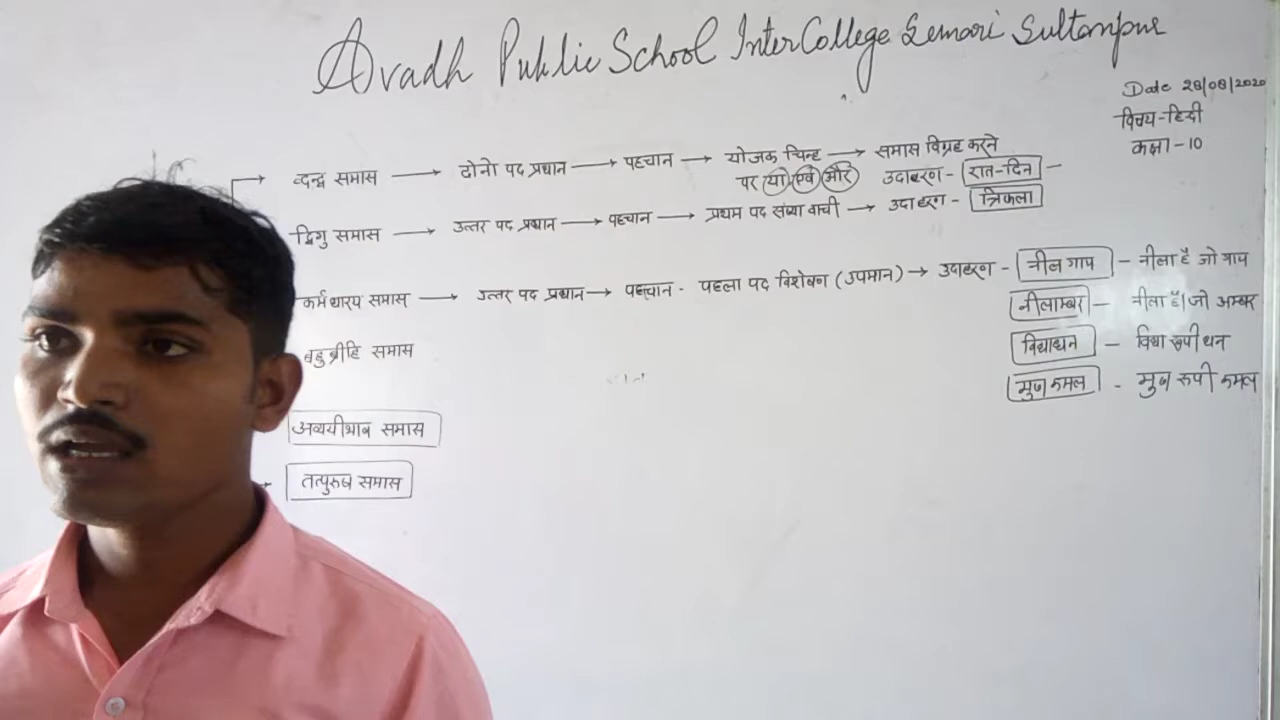 Avadh Public School Inter College Semari Sultanpur
Date 28/08/2020
विषय-हिन्दी
कक्षा-10
द्वन्द्व समास → दोनो पद प्रधान → पहचान → योजक चिन्ह → समास विग्रह करने
पर या एवं और उदाहरण - रात-दिन -
द्विगु समास → उत्तर पद प्रधान → पहचान → प्रथम पद संख्या वाची → उदाहरण - त्रिफला
कर्मधारय समास → उत्तर पद प्रधान → पहचान - पहला पद विशेषण (उपमान) → उदाहरण - नील गाय - नीला है जो गाय
नीलाम्बर - नीला है जो अम्बर
विद्याधन - विद्या रूपी धन
मुख कमल - मुख रूपी कमल
बहुब्रीहि समास
अव्ययीभाव समास
तत्पुरुष समास